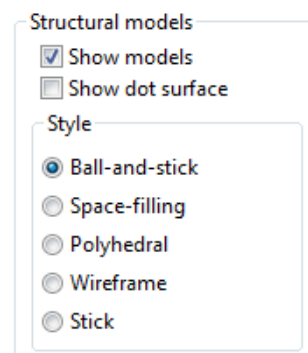 Structural models
Show models
Show dot surface
Style
Ball-and-stick
Space-filling
Polyhedral
Wireframe
Stick